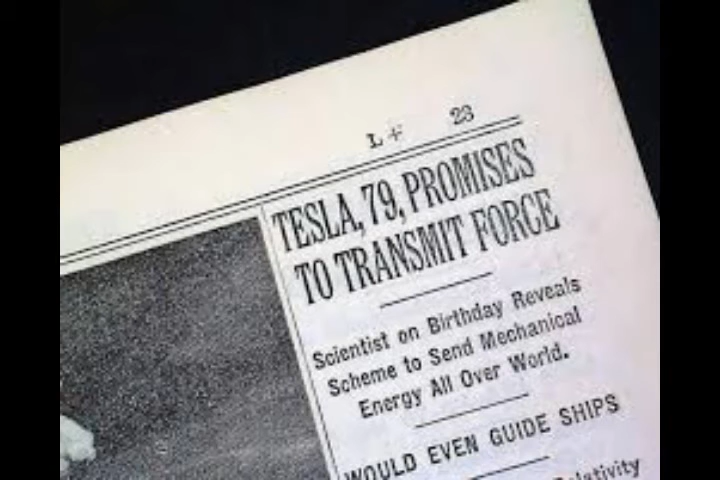 L+ 23
TESLA, 79, PROMISES
TO TRANSMIT FORCE
Scientist on Birthday Reveals
Scheme to Send Mechanical
Energy All Over World.
WOULD EVEN GUIDE SHIPS
Relativity